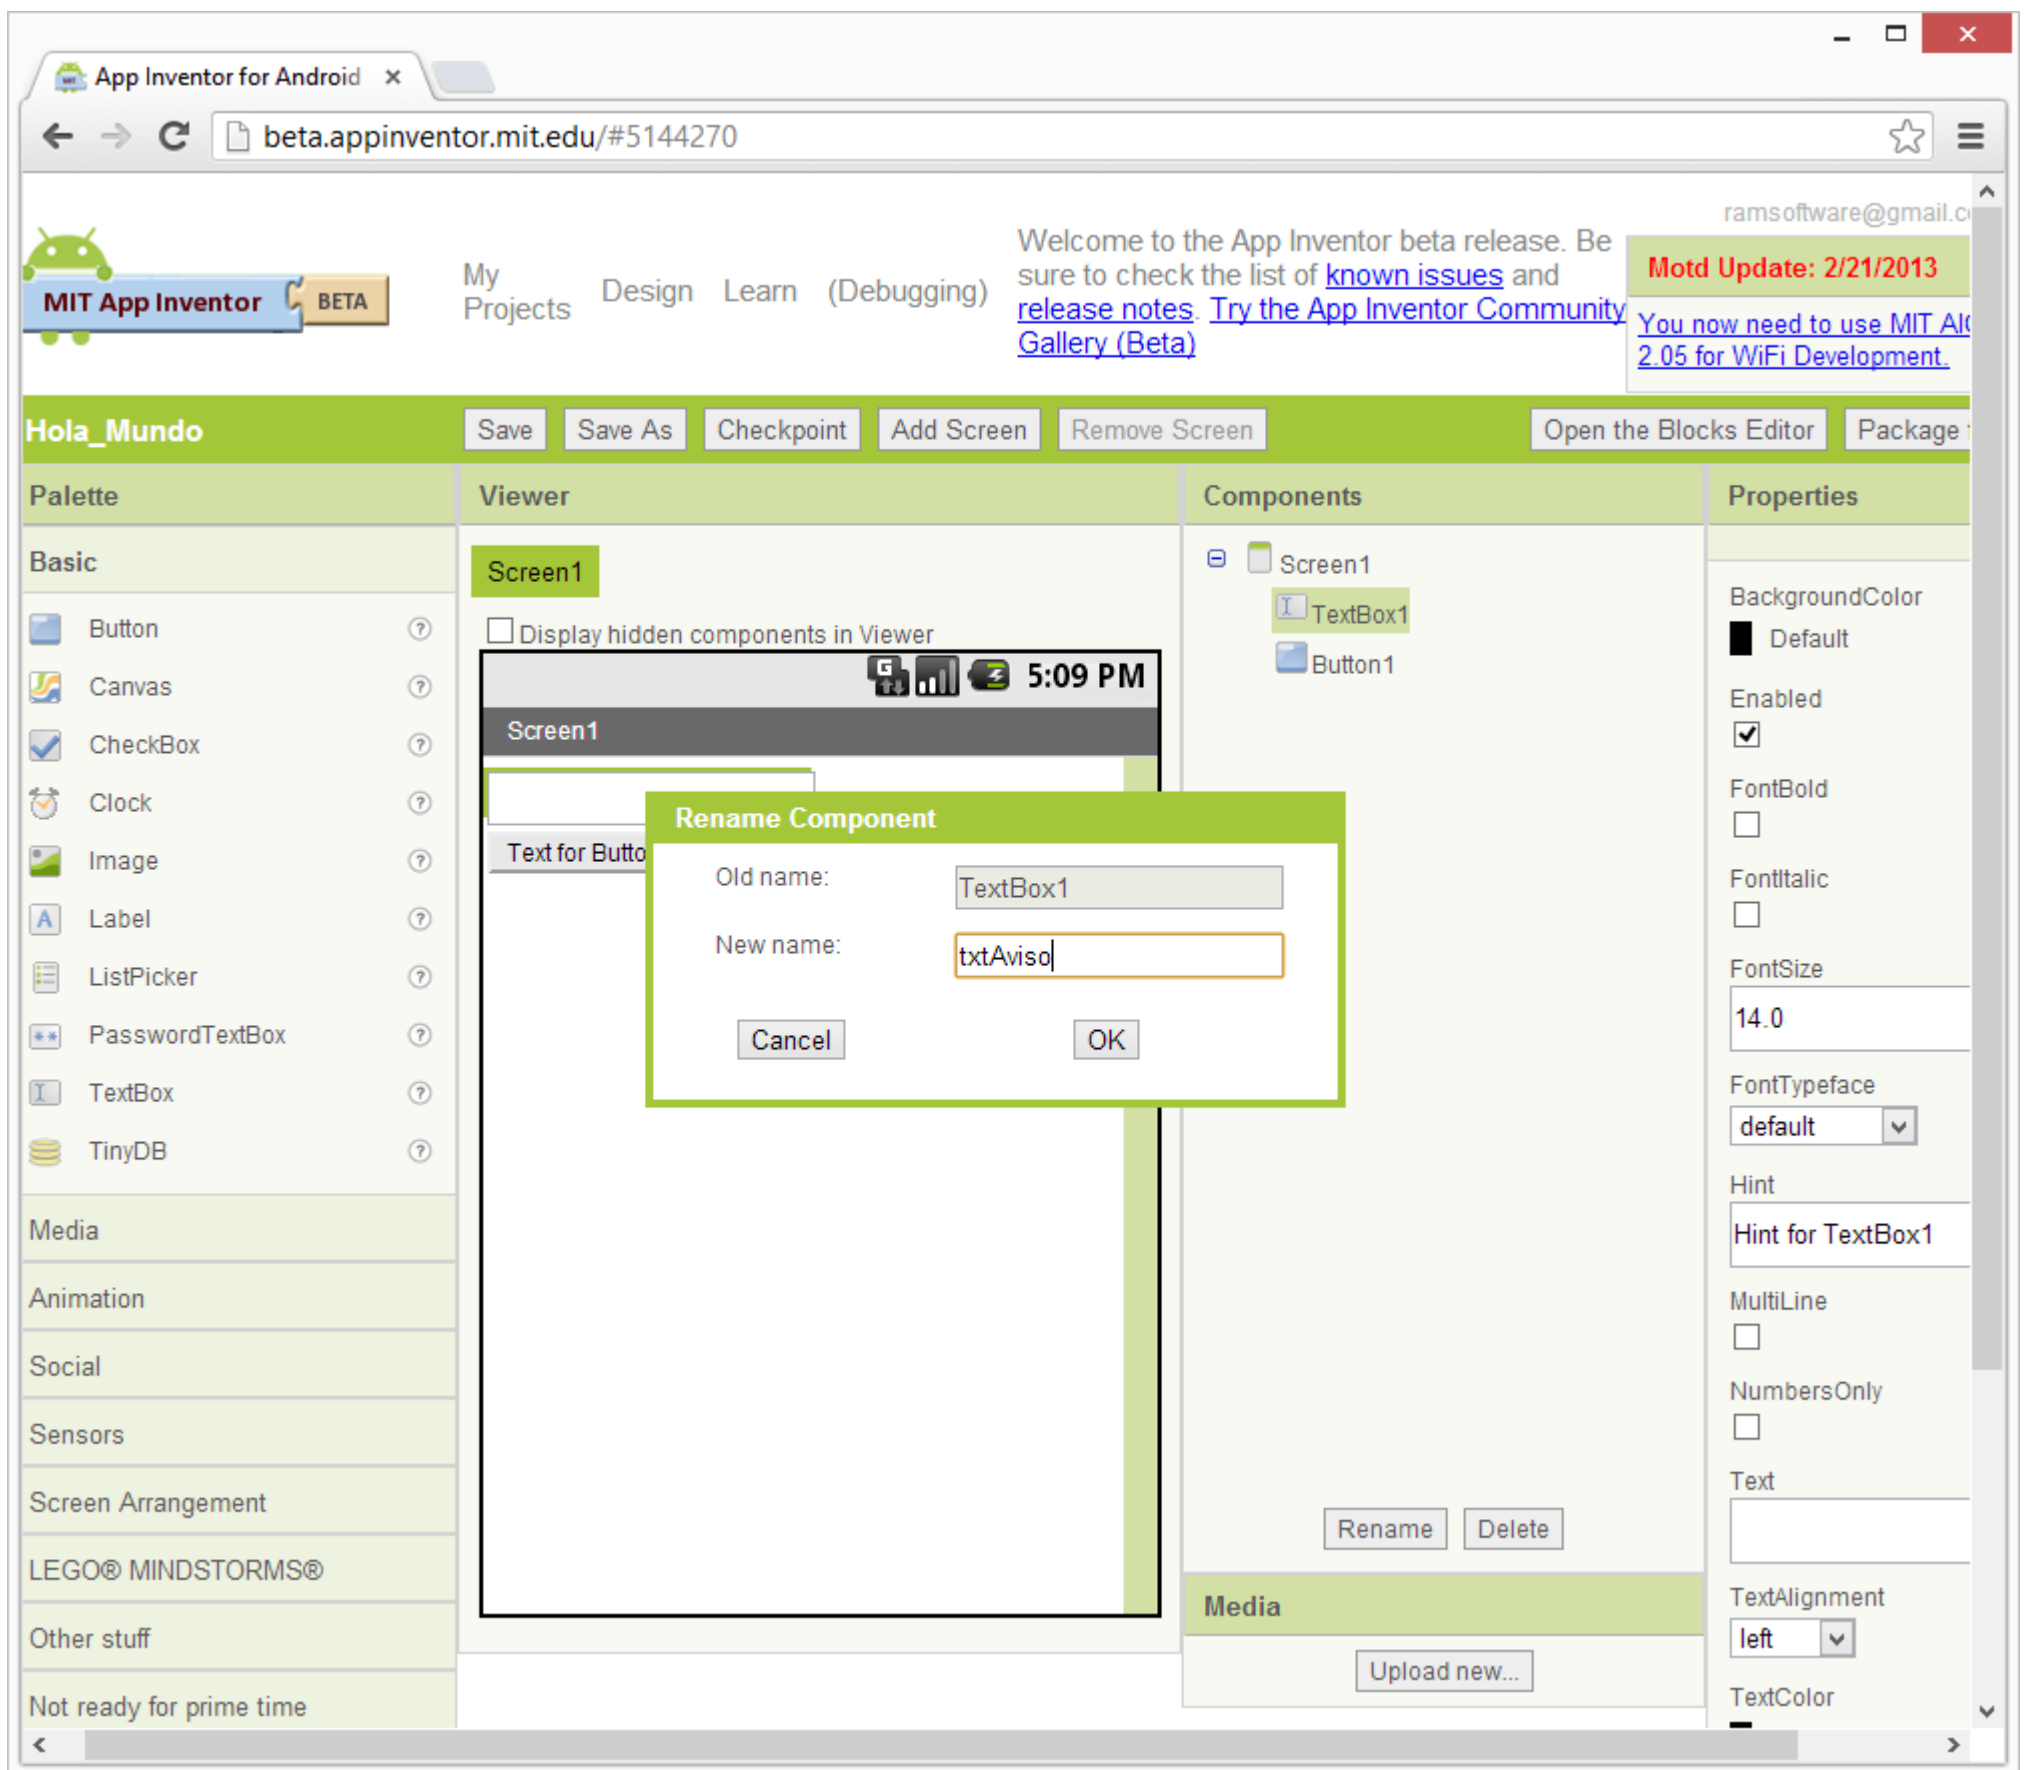 App Inventor for Android
beta.appinventor.mit.edu/#5144270
ramsoftware@gmail.c
MIT App Inventor BETA
My Projects
Design
Learn
(Debugging)
Welcome to the App Inventor beta release. Be
sure to check the list of known issues and
release notes. Try the App Inventor Community
Gallery (Beta)
Motd Update: 2/21/2013
You now need to use MIT AI
2.05 for WiFi Development.
Hola_Mundo
Save
Save As
Checkpoint
Add Screen
Remove Screen
Open the Blocks Editor
Package
Palette
Basic
Button
Canvas
CheckBox
Clock
Image
Label
ListPicker
PasswordTextBox
TextBox
TinyDB
Media
Animation
Social
Sensors
Screen Arrangement
LEGO® MINDSTORMS®
Other stuff
Not ready for prime time
Viewer
Screen1
Display hidden components in Viewer
5:09 PM
Screen1
Text for Butto
Rename Component
Old name:
TextBox1
New name:
txtAviso
Cancel
OK
Components
Screen1
TextBox1
Button1
Rename
Delete
Media
Upload new...
Properties
BackgroundColor
Default
Enabled
FontBold
FontItalic
FontSize
14.0
FontTypeface
default
Hint
Hint for TextBox1
MultiLine
NumbersOnly
Text
TextAlignment
left
TextColor